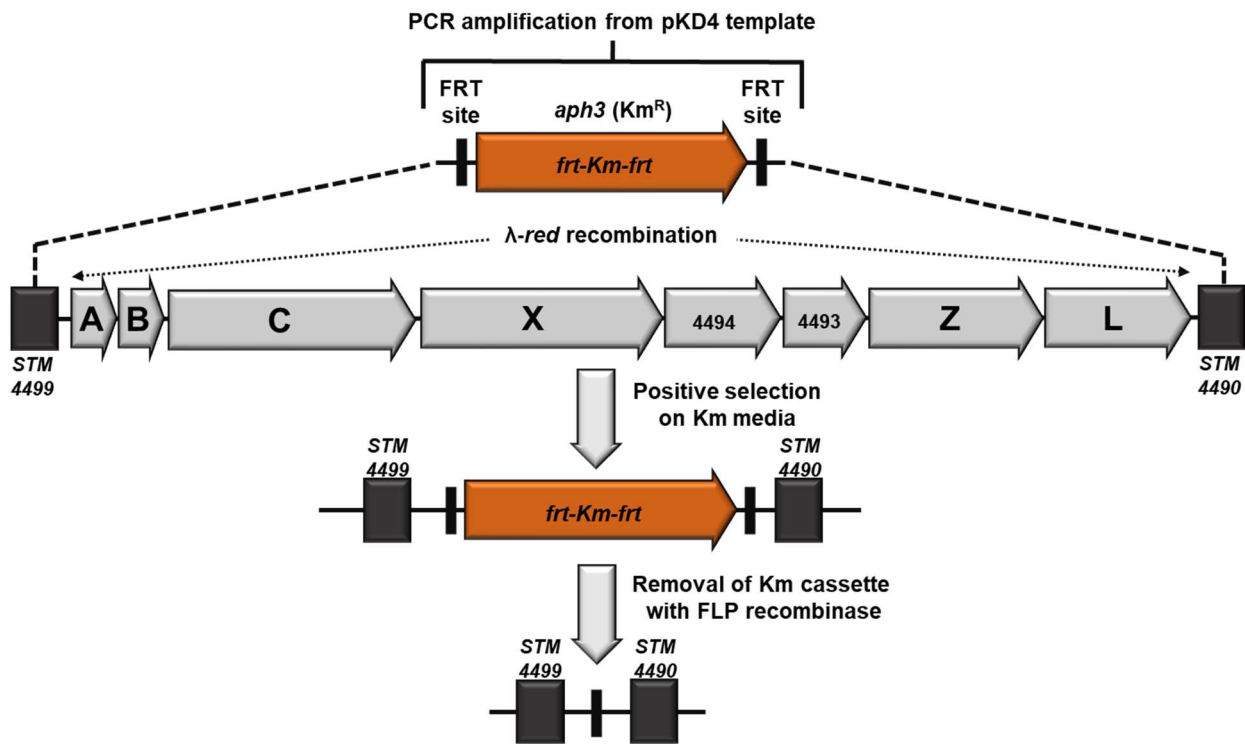 PCR amplification from pKD4 template
FRT
site
aph3 (Kmᴿ)
FRT
site
frt-Km-frt
λ-red recombination
A
B
C
X
4494
4493
Z
L
STM
4499
STM
4490
Positive selection
on Km media
STM
4499
STM
4490
frt-Km-frt
Removal of Km cassette
with FLP recombinase
STM
4499
STM
4490